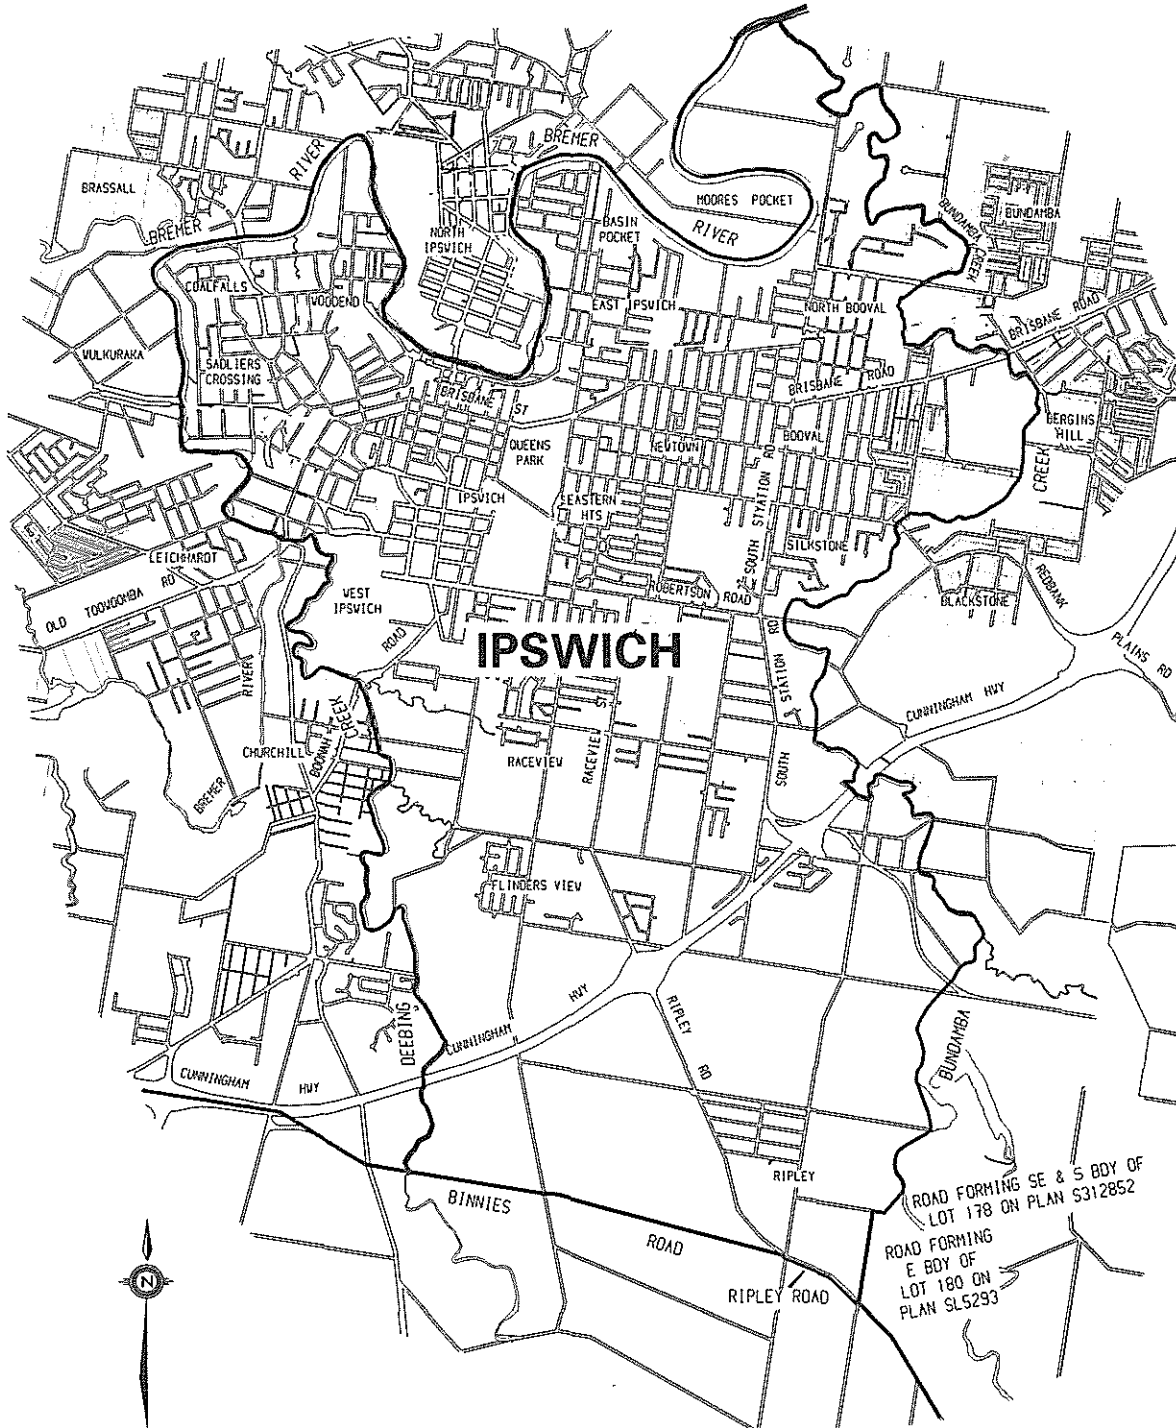 BREMER
RIVER
BRASSALL
BREMER
MOORES POCKET
BUNDAMBA
BUNDAMBA
CREEK
NORTH
IPSWICH
BASIN
POCKET
RIVER
COALFALLS
WOODEND
EAST IPSWICH
NORTH BOOVAL
BRISBANE ROAD
WULKURAKA
SADLIERS
CROSSING
BRISBANE ST
BRISBANE ROAD
QUEENS
PARK
NEWTOWN
BOOVAL
BERGINS
HILL
CREEK
IPSWICH
EASTERN
HTS
SOUTH STYATION RD
SILKSTONE
LEICHHARDT
OLD TOOWOOMBA RD
WEST
IPSWICH
ROBERTSON ROAD
BLACKSTONE
REDBANK
PLAINS RD
ROAD
IPSWICH
RIVER
STATION RD
CUNNINGHAM HWY
CHURCHILL
BOONAH
CREEK
RACEVIEW
RACEVIEW ST
SOUTH
BREMER
FLINDERS VIEW
DEEBING
CUNNINGHAM HWY
RIPLEY RD
BUNDAMBA
CUNNINGHAM HWY
RIPLEY
BINNIES
ROAD
ROAD FORMING SE & S BDY OF
LOT 178 ON PLAN S312852
ROAD FORMING
E BDY OF
LOT 180 ON
PLAN SL5293
RIPLEY ROAD
N